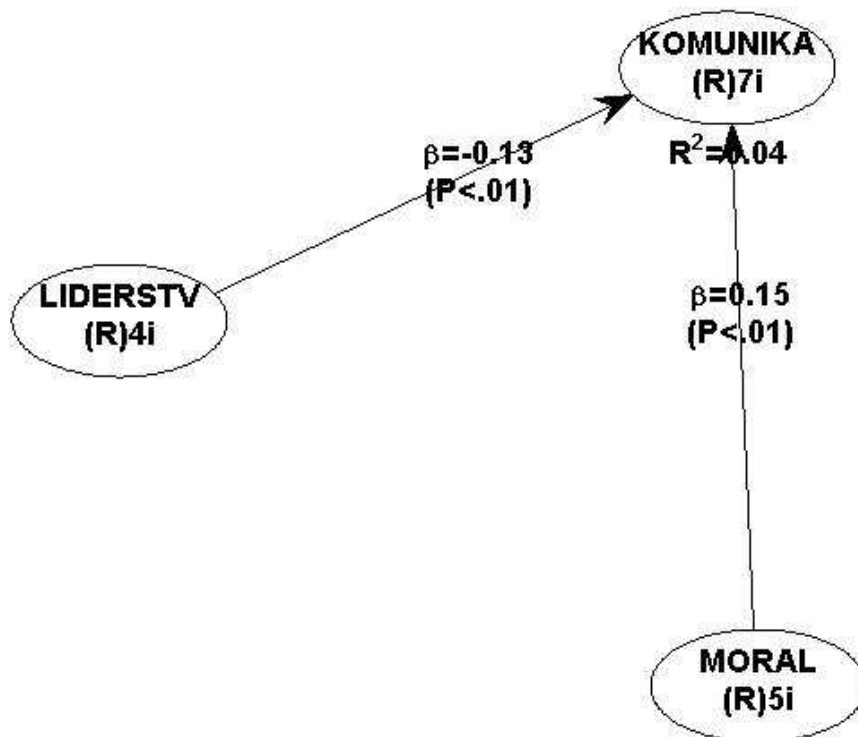 KOMUNIKA
(R)7i
β=-0.13
(P<.01)
R²=0.04
LIDERSTV
(R)4i
β=0.15
(P<.01)
MORAL
(R)5i